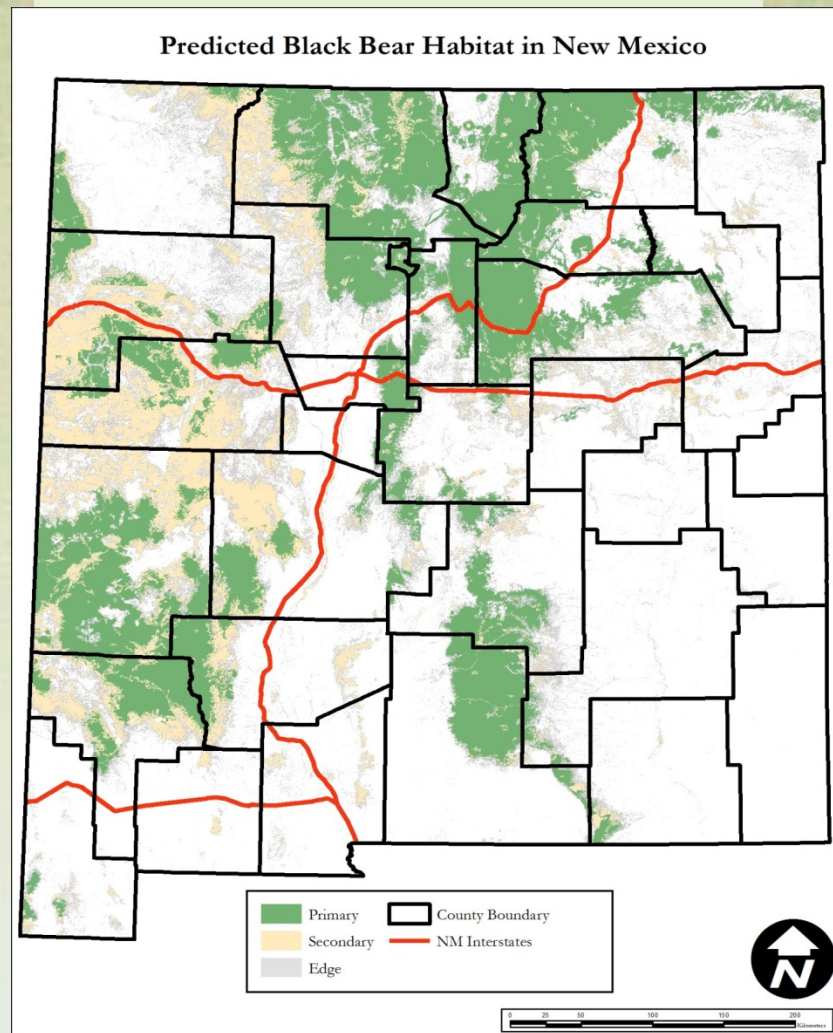 Predicted Black Bear Habitat in New Mexico
Primary
County Boundary
Secondary
NM Interstates
Edge
N
0 25 50 100 150 200
Kilometers